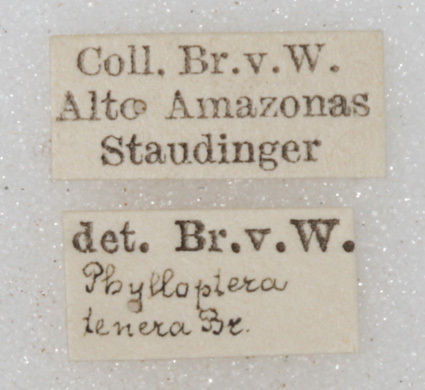 Coll. Br.v.W.
Alto Amazonas
Staudinger
det. Br.v.W.
Phylloptera
tenera Br.